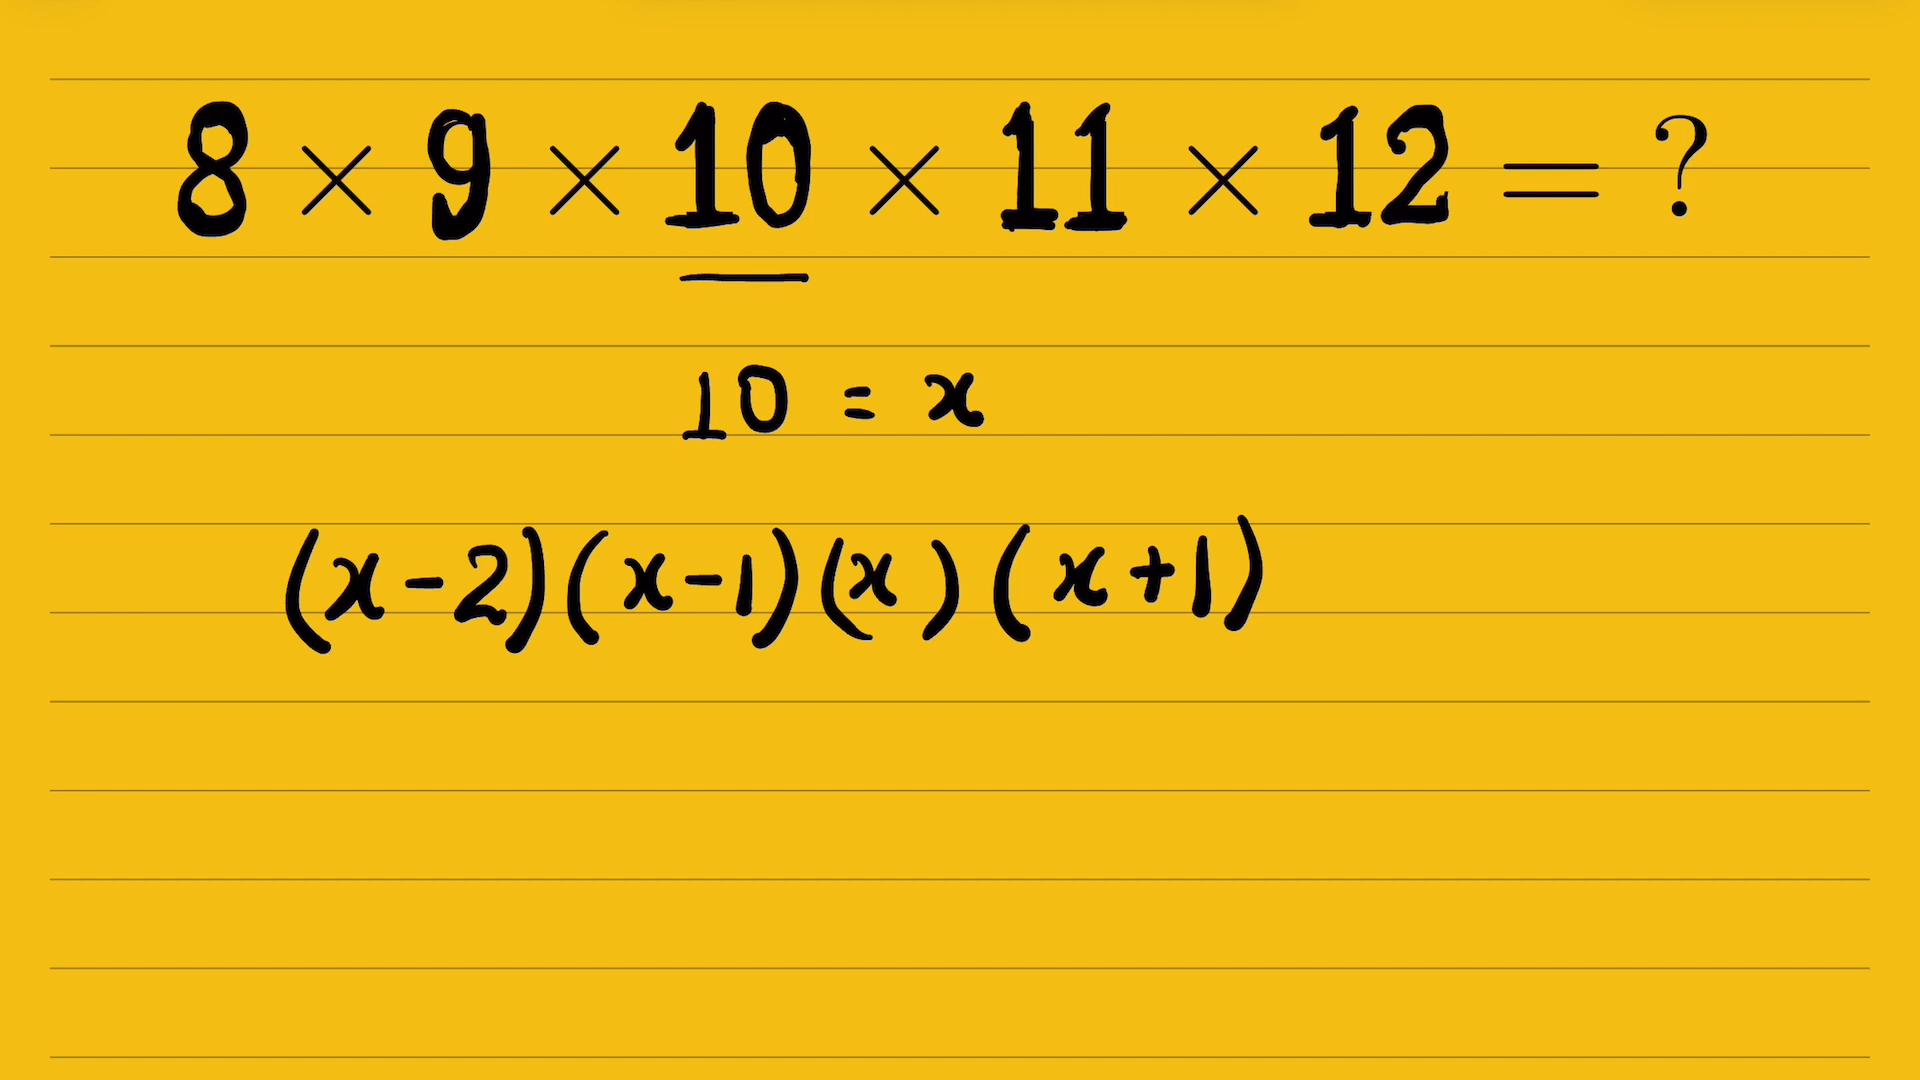 8 × 9 × 10 × 11 × 12 = ?
10 = x
(x-2)(x-1)(x)(x+1)